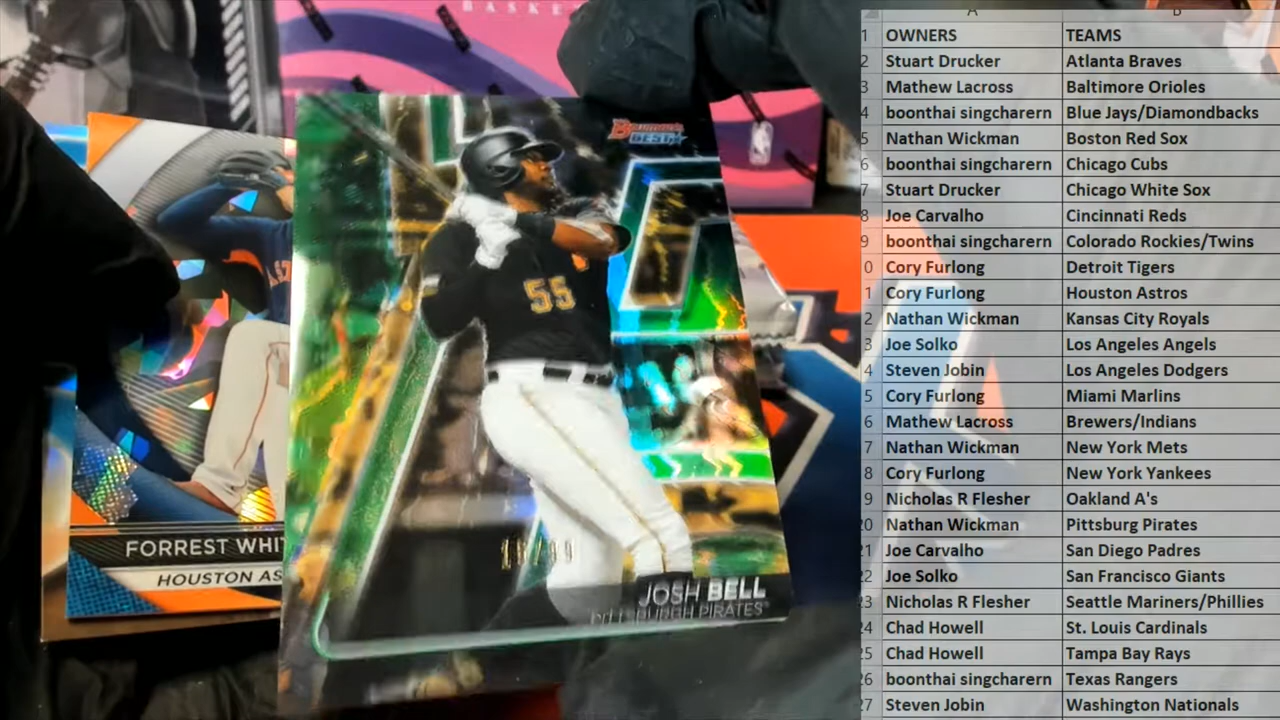 BASKE
Bowman's
BEST
NBA
55
FORREST WHI
HOUSTON AS
JOSH BELL
PITTSBURGH PIRATES
A B
1 OWNERS TEAMS
2 Stuart Drucker Atlanta Braves
3 Mathew Lacross Baltimore Orioles
4 boonthai singcharern Blue Jays/Diamondbacks
5 Nathan Wickman Boston Red Sox
6 boonthai singcharern Chicago Cubs
7 Stuart Drucker Chicago White Sox
8 Joe Carvalho Cincinnati Reds
9 boonthai singcharern Colorado Rockies/Twins
0 Cory Furlong Detroit Tigers
1 Cory Furlong Houston Astros
2 Nathan Wickman Kansas City Royals
3 Joe Solko Los Angeles Angels
4 Steven Jobin Los Angeles Dodgers
5 Cory Furlong Miami Marlins
6 Mathew Lacross Brewers/Indians
7 Nathan Wickman New York Mets
8 Cory Furlong New York Yankees
9 Nicholas R Flesher Oakland A's
20 Nathan Wickman Pittsburg Pirates
21 Joe Carvalho San Diego Padres
22 Joe Solko San Francisco Giants
23 Nicholas R Flesher Seattle Mariners/Phillies
24 Chad Howell St. Louis Cardinals
25 Chad Howell Tampa Bay Rays
26 boonthai singcharern Texas Rangers
27 Steven Jobin Washington Nationals